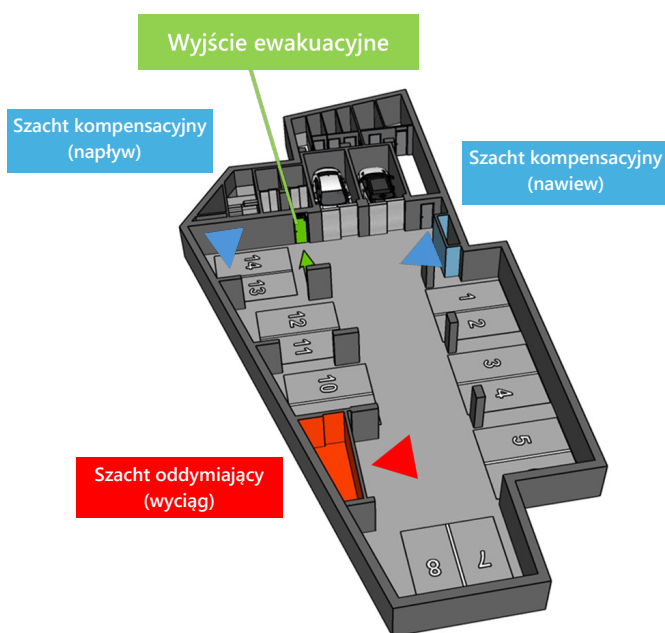 Wyjście ewakuacyjne
Szacht kompensacyjny
(napływ)
Szacht kompensacyjny
(nawiew)
14
13
12
11
10
1
2
3
4
5
Szacht oddymiający
(wyciąg)
8
7